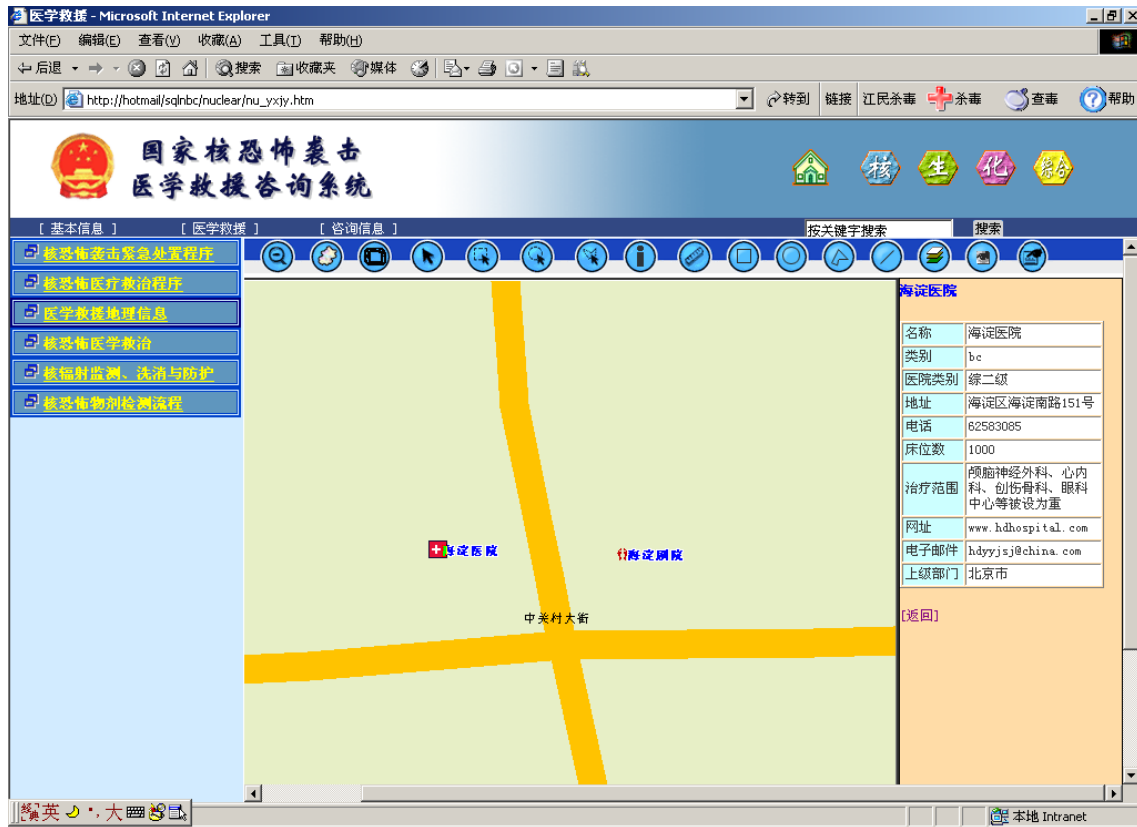 医学救援 - Microsoft Internet Explorer
文件(F) 编辑(E) 查看(V) 收藏(A) 工具(T) 帮助(H)
后退 搜索 收藏夹 媒体
地址(D) http://hotmail/sqlnbc/nuclear/nu_yxjy.htm 转到 链接 江民杀毒 杀毒 查毒 帮助
国家核恐怖袭击
医学救援咨询系统
核 生 化 综合
[ 基本信息 ] [ 医学救援 ] [ 咨询信息 ] 按关键字搜索 搜索
核恐怖袭击紧急处置程序
核恐怖医疗救治程序
医学救援地理信息
核恐怖医学救治
核辐射监测、洗消与防护
核恐怖物剂检测流程
海淀医院
海淀剧院
中关村大街
海淀医院
名称 海淀医院
类别 bc
医院类别 综二级
地址 海淀区海淀南路151号
电话 62583085
床位数 1000
治疗范围 颅脑神经外科、心内
科、创伤骨科、眼科
中心等被设为重
网址 www.hdhospital.com
电子邮件 hdyyjsj@china.com
上级部门 北京市
[返回]
英 大
本地 Intranet